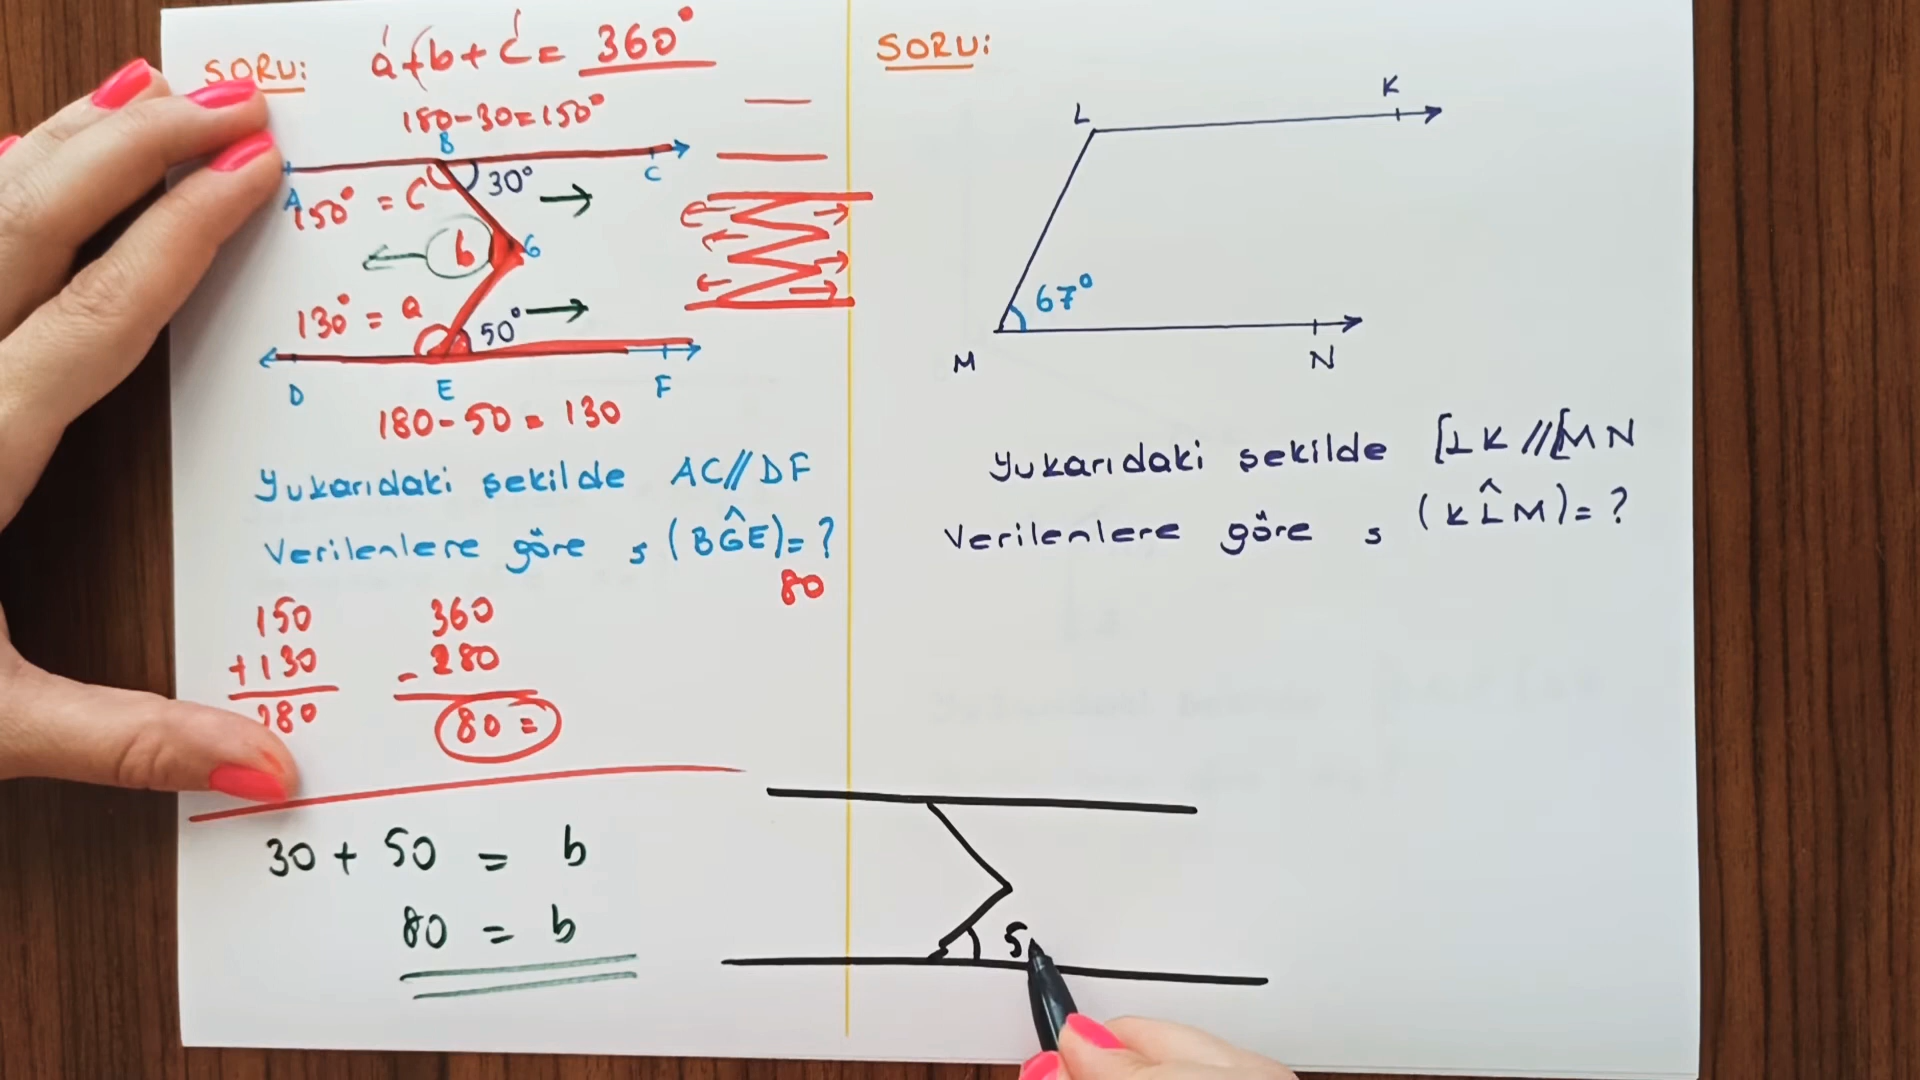 SORU:
a + b + c = 360°
180-30=150°
B
A
C
150° = C
30°
b
G
130° = a
50°
D
E
F
180-50=130
Yukarıdaki şekilde AC//DF
Verilenlere göre s (BĜE)=?
80
150
+130
280
360
-280
80 =
30 + 50 = b
80 = b
SORU:
L
K
67°
M
N
Yukarıdaki şekilde [LK//[MN
Verilenlere göre s (KL̂M)=?
5